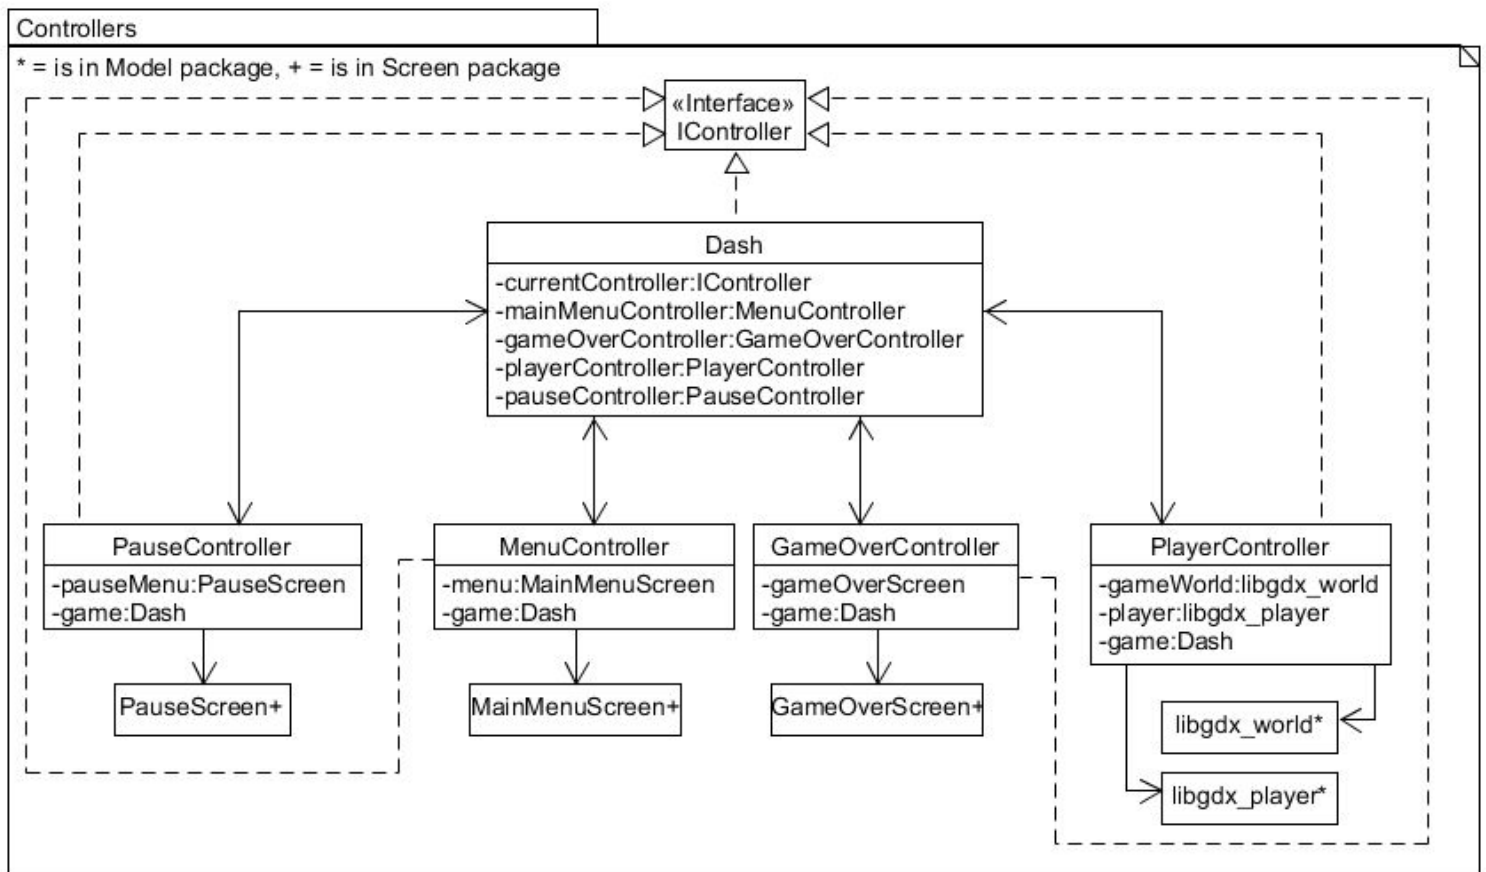 Controllers
* = is in Model package, + = is in Screen package
«Interface»
IController
Dash
-currentController:IController
-mainMenuController:MenuController
-gameOverController:GameOverController
-playerController:PlayerController
-pauseController:PauseController
PauseController
-pauseMenu:PauseScreen
-game:Dash
MenuController
-menu:MainMenuScreen
-game:Dash
GameOverController
-gameOverScreen
-game:Dash
PlayerController
-gameWorld:libgdx_world
-player:libgdx_player
-game:Dash
PauseScreen+
MainMenuScreen+
GameOverScreen+
libgdx_world*
libgdx_player*